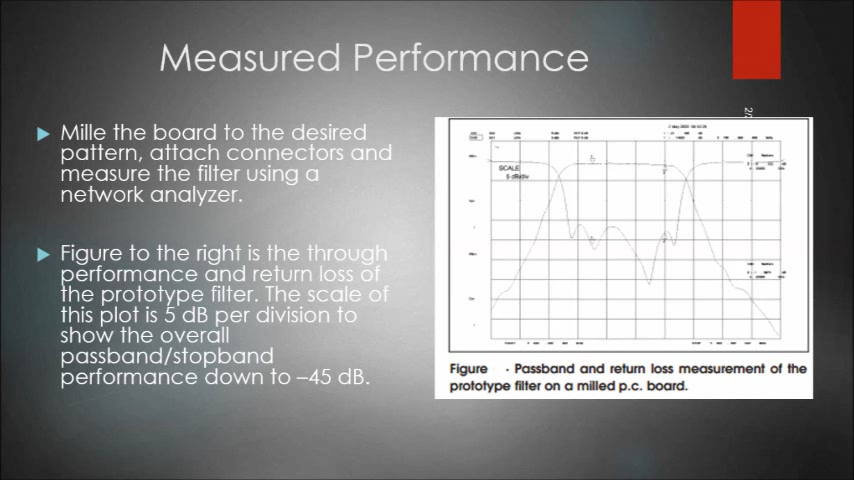 Measured Performance
Mille the board to the desired
pattern, attach connectors and
measure the filter using a
network analyzer.
Figure to the right is the through
performance and return loss of
the prototype filter. The scale of
this plot is 5 dB per division to
show the overall
passband/stopband
performance down to –45 dB.
SCALE
5 dB/div
Figure · Passband and return loss measurement of the
prototype filter on a milled p.c. board.